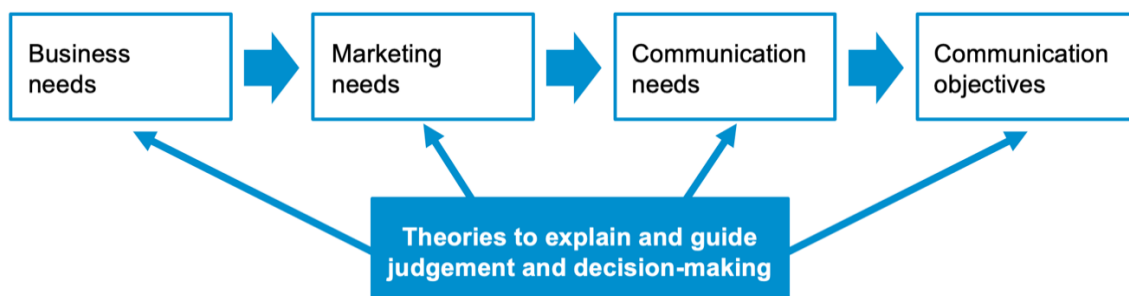 Business
needs
Marketing
needs
Communication
needs
Communication
objectives
Theories to explain and guide
judgement and decision-making